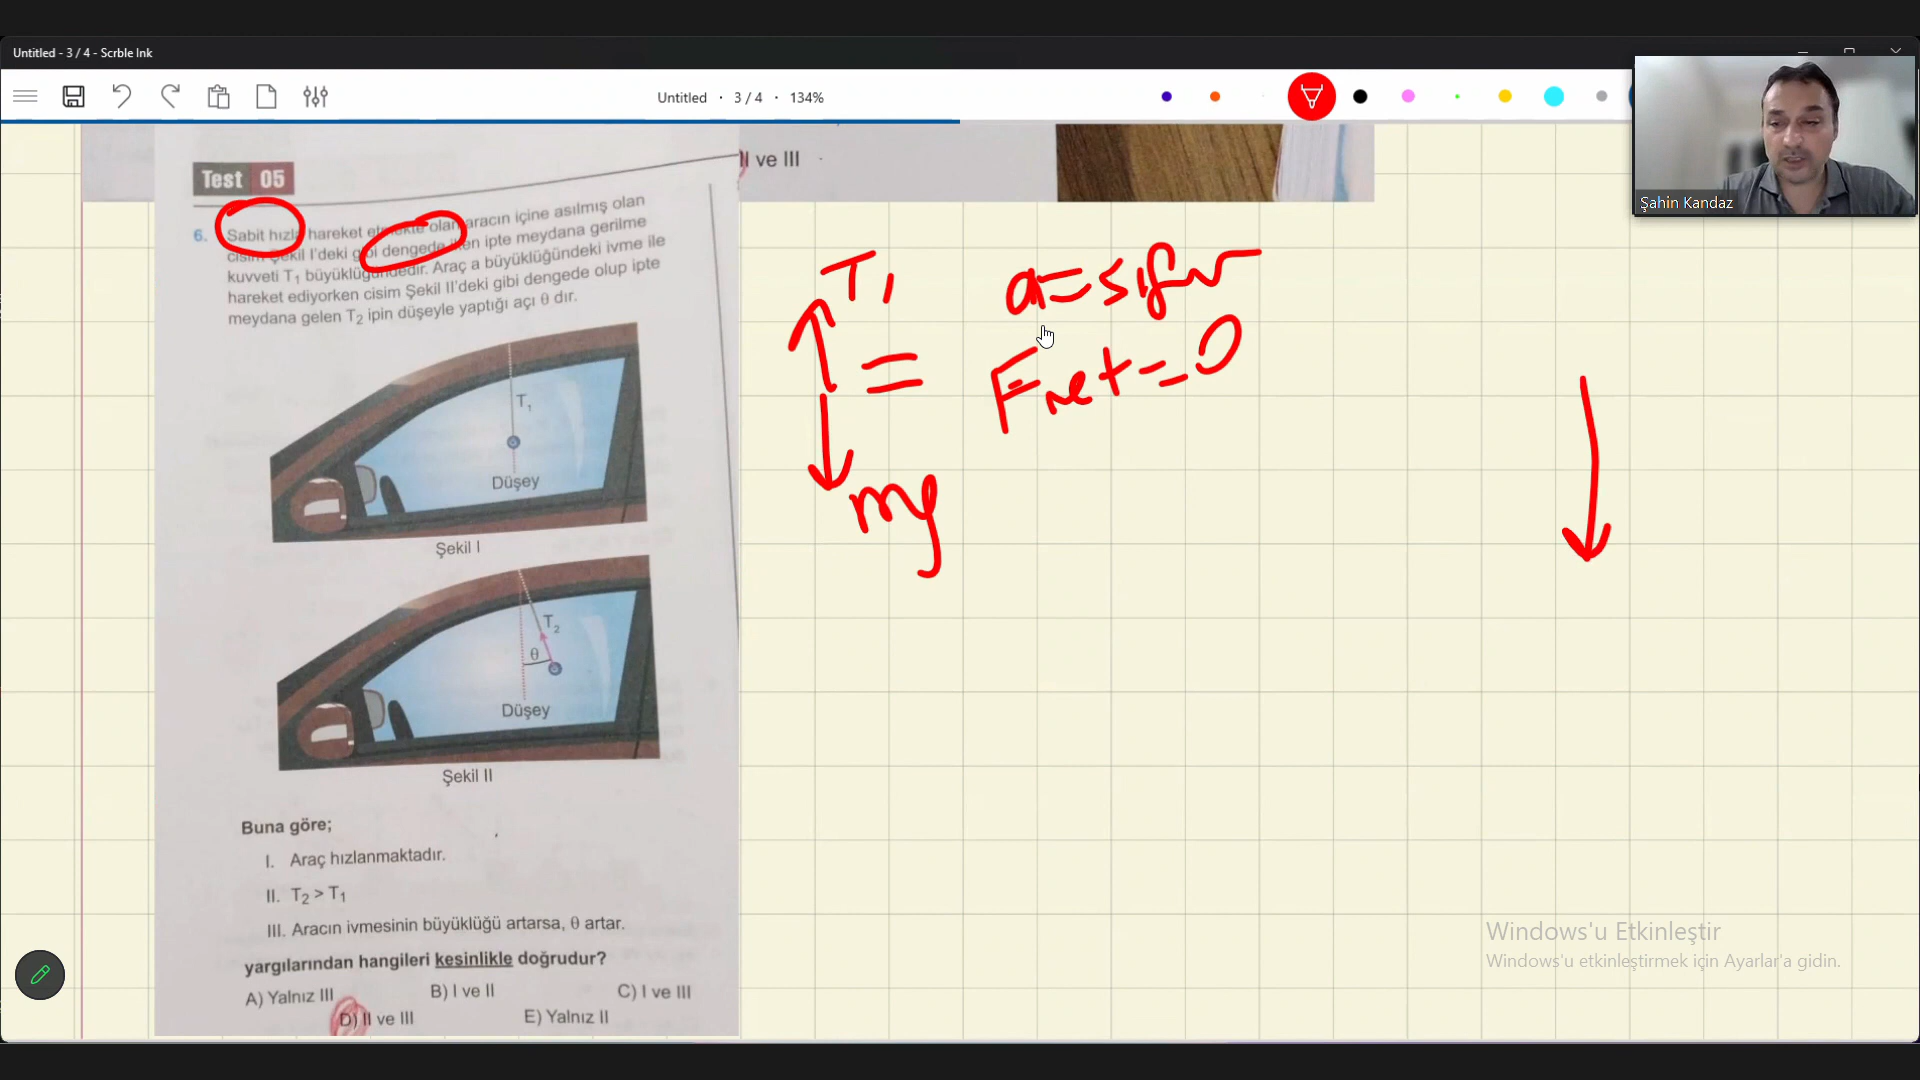 Untitled - 3 / 4 - Scrble Ink
Untitled · 3 / 4 · 134%
Şahin Kandaz
II ve III
Test 05
6. Sabit hızla hareket etmekte olan aracın içine asılmış olan
cisim Şekil I'deki gibi dengede iken ipte meydana gerilme
kuvveti T1 büyüklüğündedir. Araç a büyüklüğündeki ivme ile
hareket ediyorken cisim Şekil II'deki gibi dengede olup ipte
meydana gelen T2 ipin düşeyle yaptığı açı θ dır.
T1
Düşey
Şekil I
T2
θ
Düşey
Şekil II
Buna göre;
I. Araç hızlanmaktadır.
II. T2 > T1
III. Aracın ivmesinin büyüklüğü artarsa, θ artar.
yargılarından hangileri kesinlikle doğrudur?
A) Yalnız III B) I ve II C) I ve III
D) II ve III E) Yalnız II
T1
=
mg
a=sıfır
Fnet=0
Windows'u Etkinleştir
Windows'u etkinleştirmek için Ayarlar'a gidin.